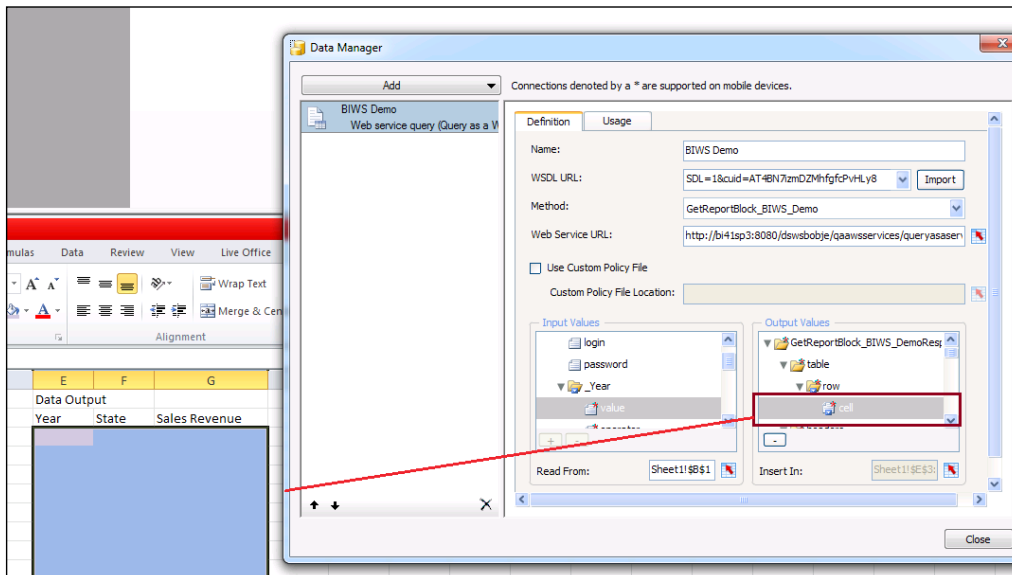 Data Manager
Add
Connections denoted by a * are supported on mobile devices.
BIWS Demo
Web service query (Query as a W
Definition
Usage
Name:
BIWS Demo
WSDL URL:
SDL=1&cuid=AT4BN7izmDZMhfgfcPvHLy8
Import
Method:
GetReportBlock_BIWS_Demo
Web Service URL:
http://bi41sp3:8080/dswsbobje/qaawsservices/queryasaserv
Use Custom Policy File
Custom Policy File Location:
Input Values
login
password
_Year
value
operator
+
-
Read From:
Sheet1!$B$1
Output Values
GetReportBlock_BIWS_DemoResp
table
row
cell
headers
-
Insert In:
Sheet1!$E$3:
Close
mulas
Data
Review
View
Live Office
A A
Wrap Text
A
Merge & Cen
Alignment
E
F
G
Data Output
Year
State
Sales Revenue